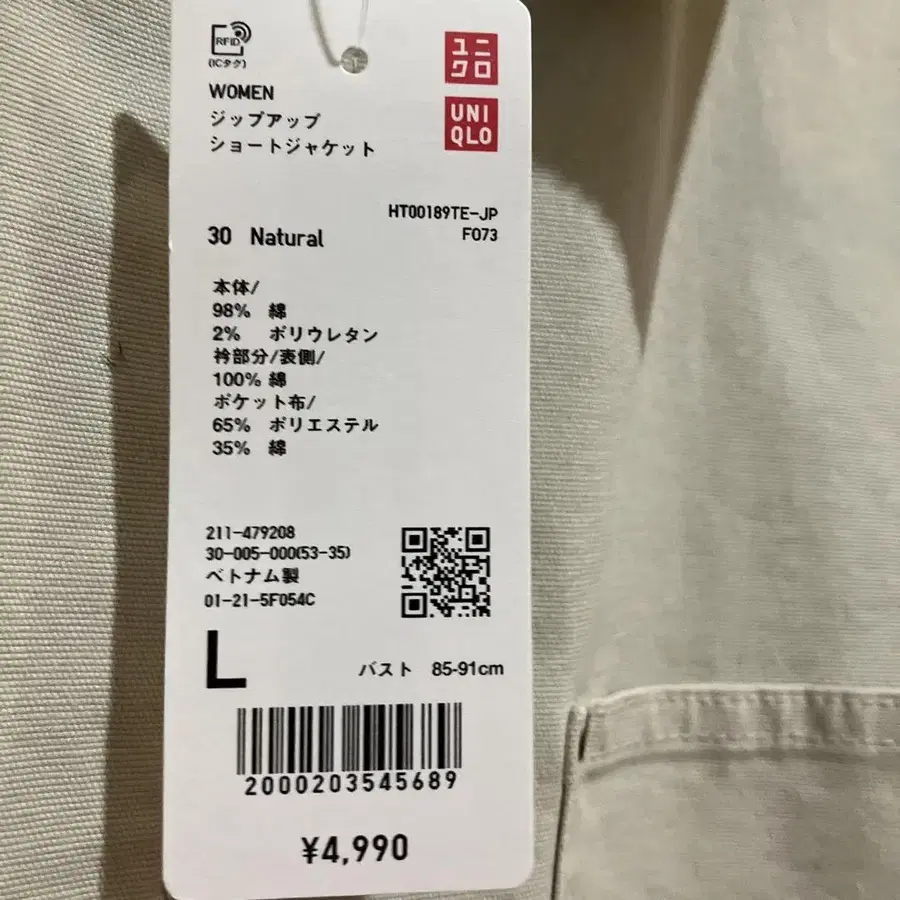 RFID
(ICタグ)
ユニ
クロ
UNI
QLO
WOMEN
ジップアップ
ショートジャケット
HT00189TE-JP
30 Natural
F073
本体/
98% 綿
2% ポリウレタン
衿部分/表側/
100% 綿
ポケット布/
65% ポリエステル
35% 綿
211-479208
30-005-000(53-35)
ベトナム製
01-21-5F054C
L
バスト 85-91cm
2000203545689
¥4,990